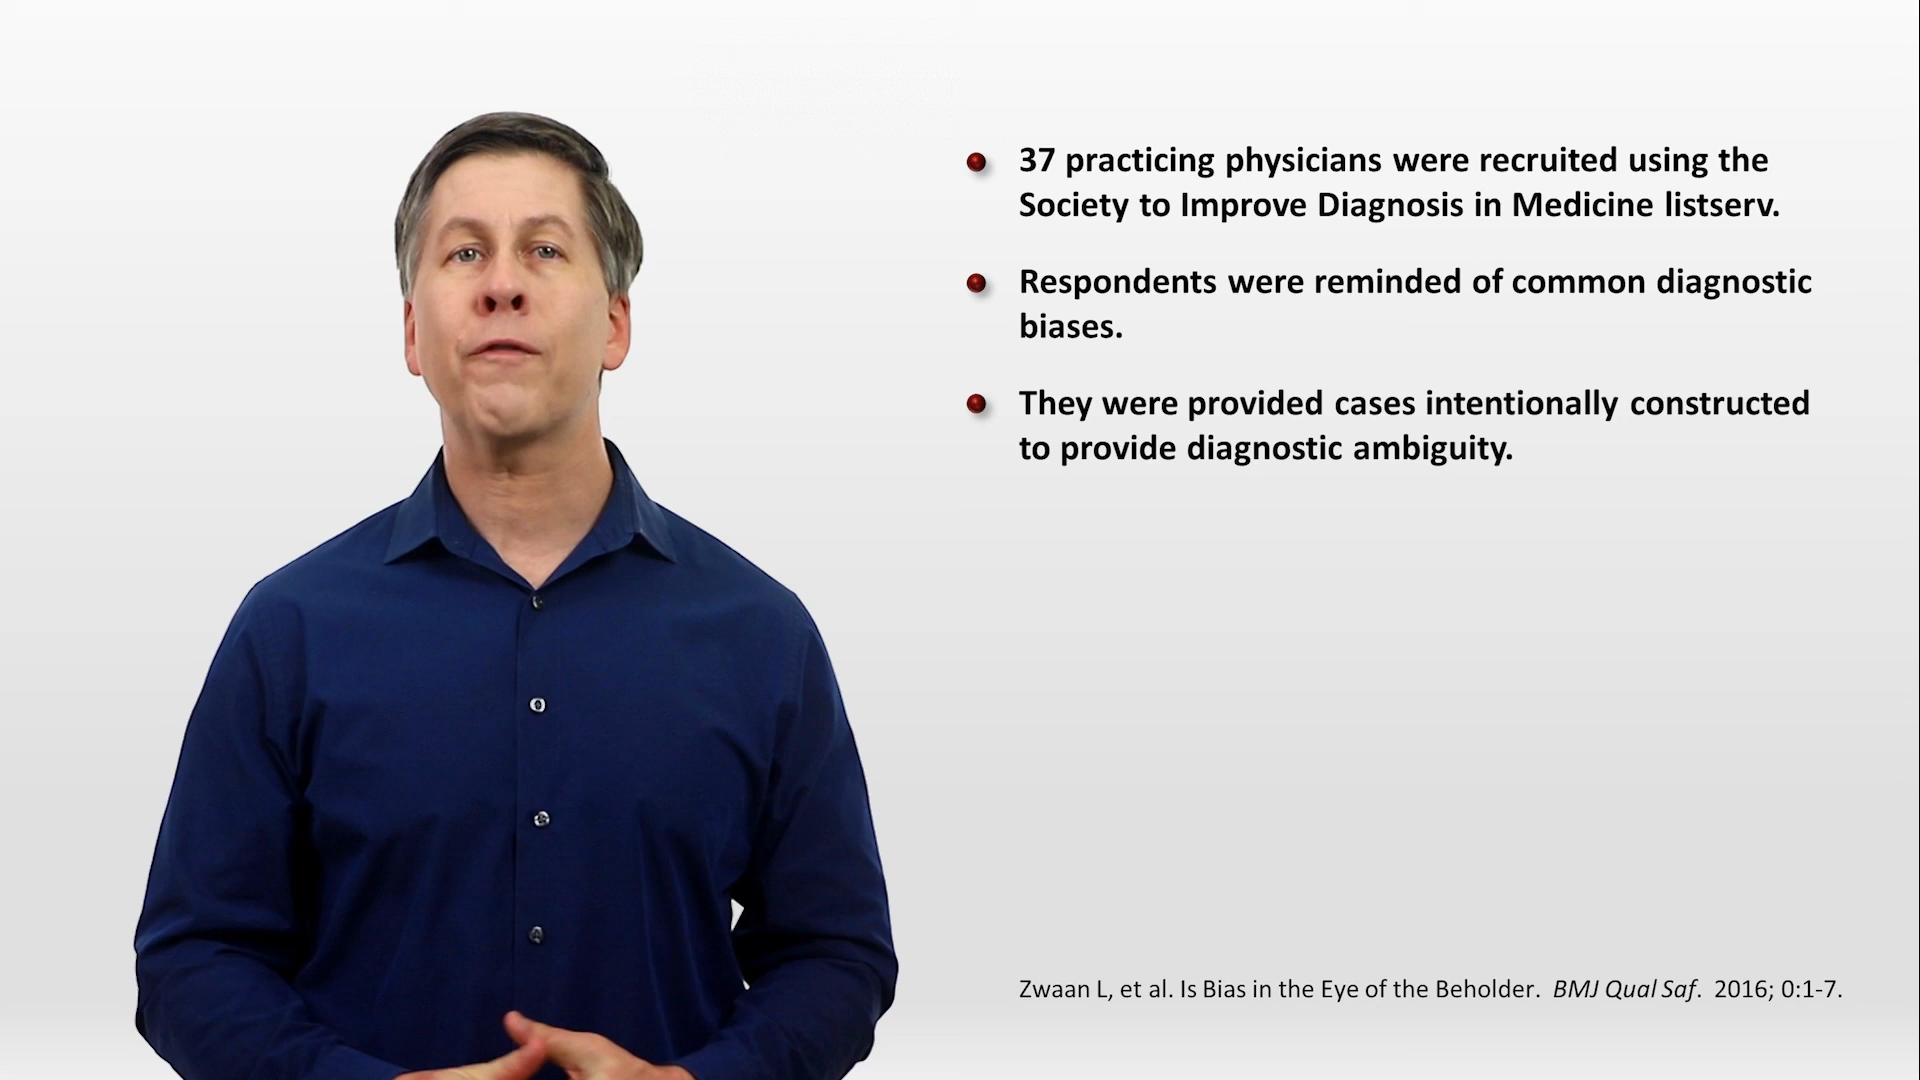 37 practicing physicians were recruited using the
Society to Improve Diagnosis in Medicine listserv.
Respondents were reminded of common diagnostic
biases.
They were provided cases intentionally constructed
to provide diagnostic ambiguity.
Zwaan L, et al. Is Bias in the Eye of the Beholder. BMJ Qual Saf. 2016; 0:1-7.